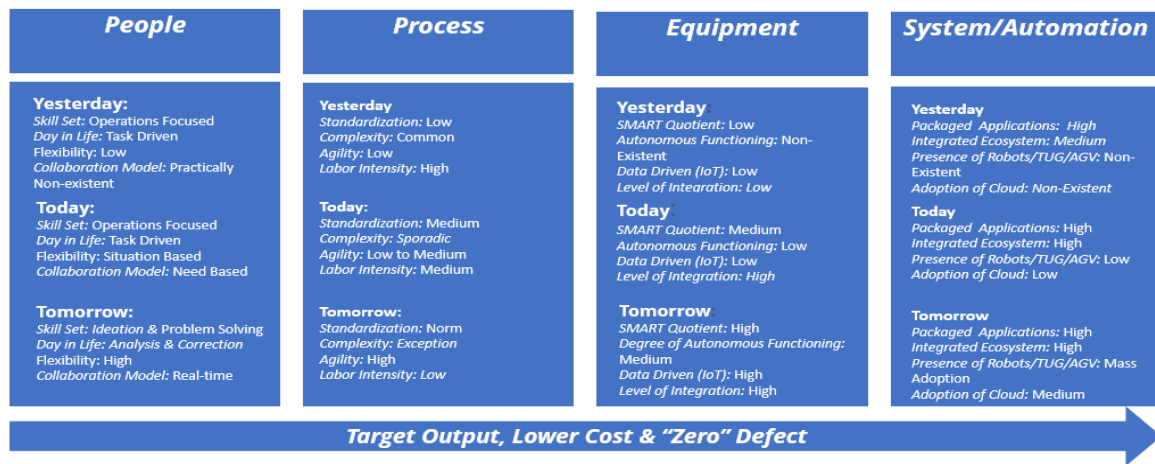 People
Yesterday:
Skill Set: Operations Focused
Day in Life: Task Driven
Flexibility: Low
Collaboration Model: Practically
Non-existent
Today:
Skill Set: Operations Focused
Day in Life: Task Driven
Flexibility: Situation Based
Collaboration Model: Need Based
Tomorrow:
Skill Set: Ideation & Problem Solving
Day in Life: Analysis & Correction
Flexibility: High
Collaboration Model: Real-time
Process
Yesterday
Standardization: Low
Complexity: Common
Agility: Low
Labor Intensity: High
Today:
Standardization: Medium
Complexity: Sporadic
Agility: Low to Medium
Labor Intensity: Medium
Tomorrow:
Standardization: Norm
Complexity: Exception
Agility: High
Labor Intensity: Low
Equipment
Yesterday:
SMART Quotient: Low
Autonomous Functioning: Non-
Existent
Data Driven (IoT): Low
Level of Integration: Low
Today:
SMART Quotient: Medium
Autonomous Functioning: Low
Data Driven (IoT): Low
Level of Integration: High
Tomorrow:
SMART Quotient: High
Degree of Autonomous Functioning:
Medium
Data Driven (IoT): High
Level of Integration: High
System/Automation
Yesterday
Packaged Applications: High
Integrated Ecosystem: Medium
Presence of Robots/TUG/AGV: Non-
Existent
Adoption of Cloud: Non-Existent
Today
Packaged Applications: High
Integrated Ecosystem: High
Presence of Robots/TUG/AGV: Low
Adoption of Cloud: Low
Tomorrow
Packaged Applications: High
Integrated Ecosystem: High
Presence of Robots/TUG/AGV: Mass
Adoption
Adoption of Cloud: Medium
Target Output, Lower Cost & “Zero” Defect